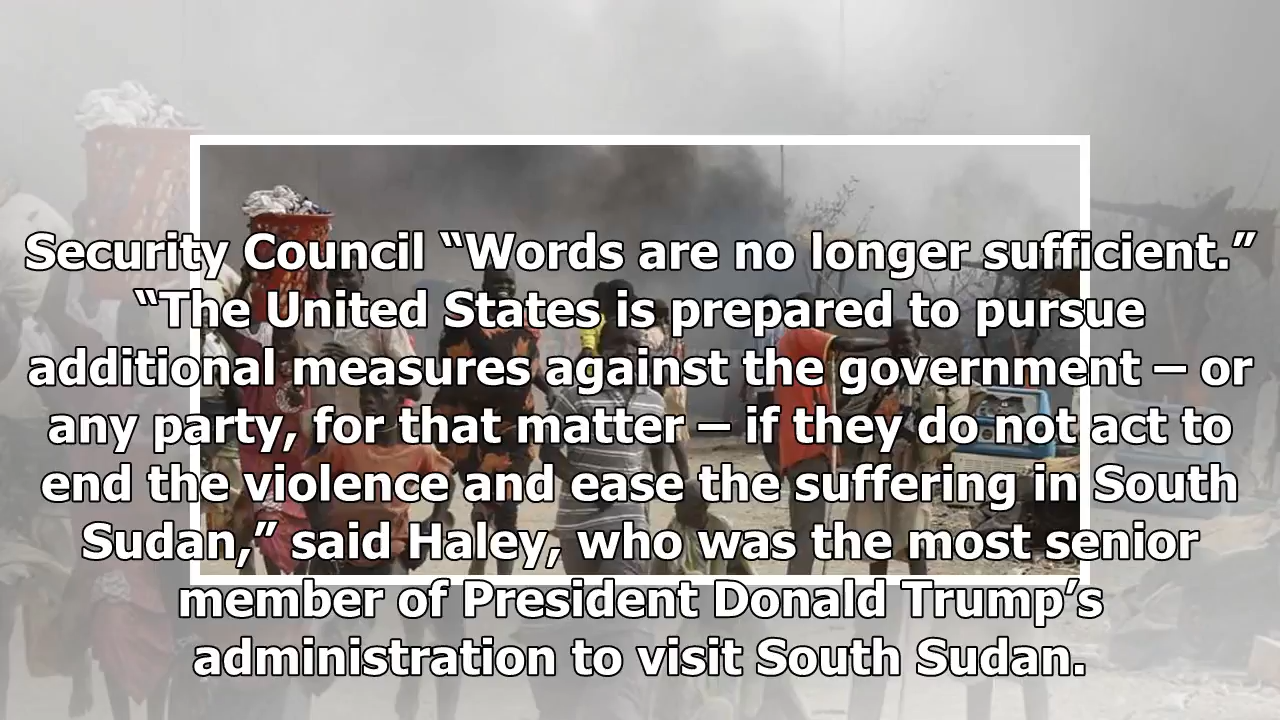 Security Council “Words are no longer sufficient.”
“The United States is prepared to pursue
additional measures against the government – or
any party, for that matter – if they do not act to
end the violence and ease the suffering in South
Sudan,” said Haley, who was the most senior
member of President Donald Trump’s
administration to visit South Sudan.